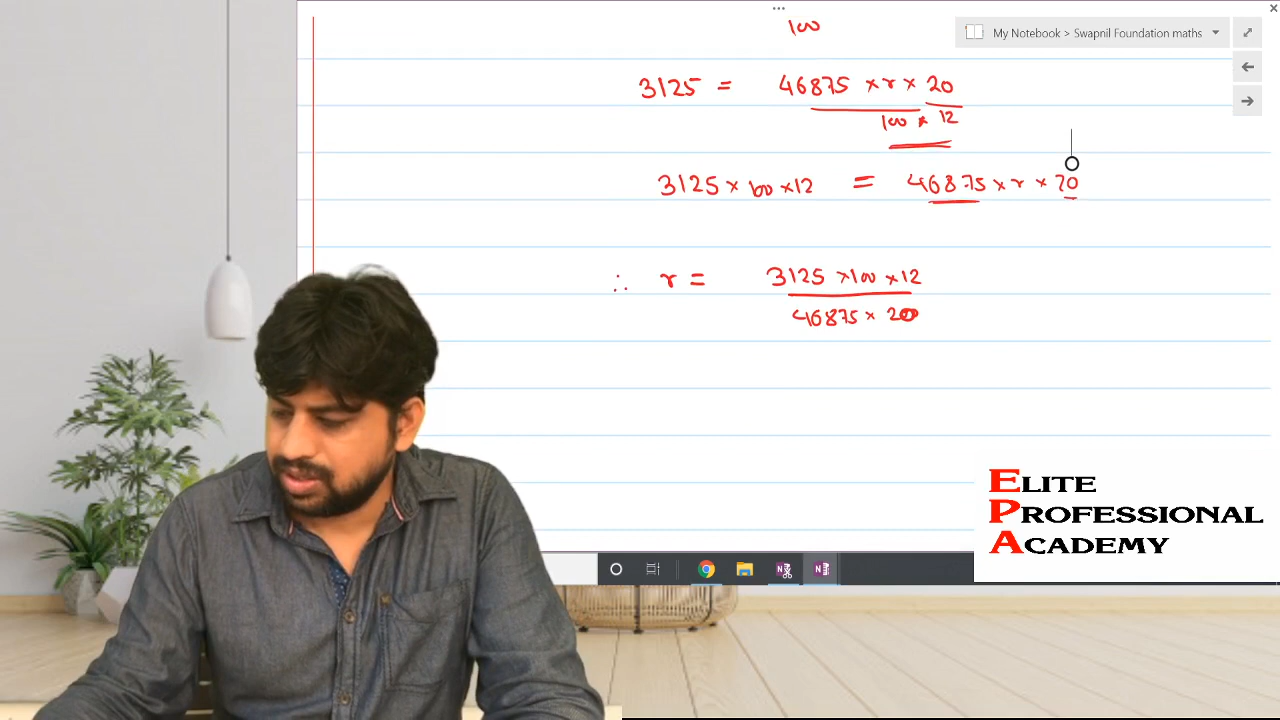 100
My Notebook > Swapnil Foundation maths
3125 = 46875 × r × 20
100 × 12
3125 × 100 × 12 = 46875 × r × 20
∴ r = 3125 × 100 × 12
46875 × 20
ELITE
PROFESSIONAL
ACADEMY